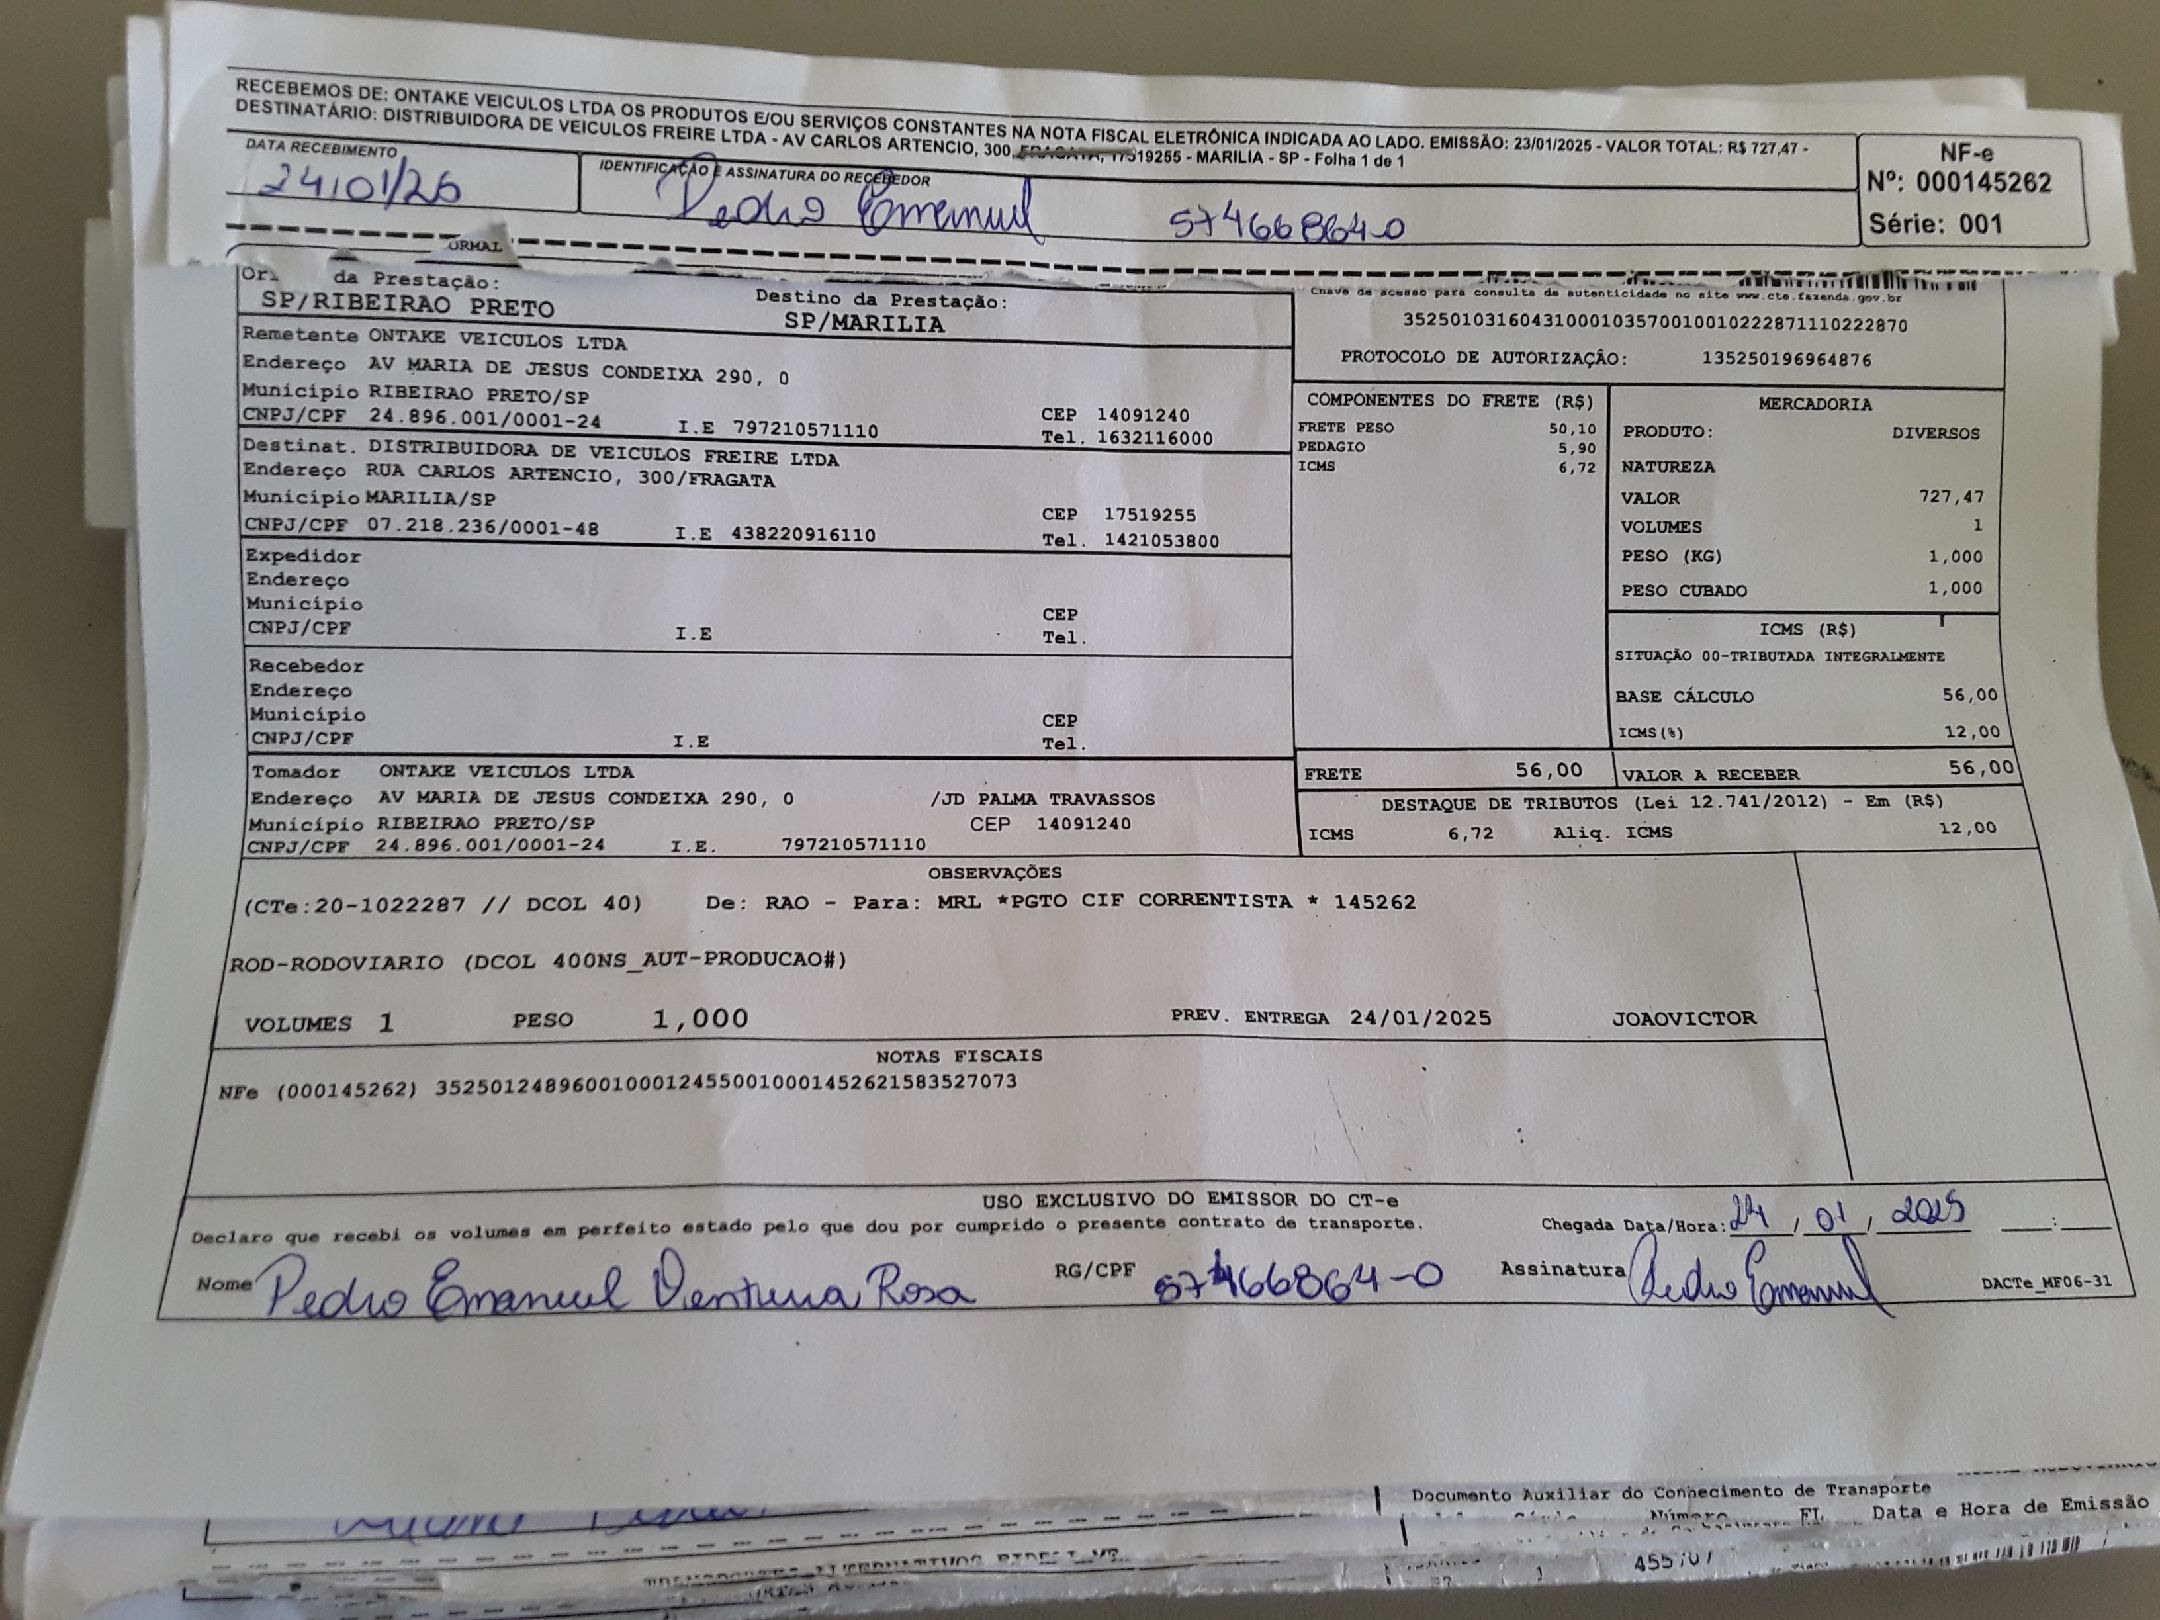 RECEBEMOS DE: ONTAKE VEICULOS LTDA OS PRODUTOS E/OU SERVIÇOS CONSTANTES NA NOTA FISCAL ELETRÔNICA INDICADA AO LADO. EMISSÃO: 23/01/2025 - VALOR TOTAL: R$ 727,47 -
DESTINATÁRIO: DISTRIBUIDORA DE VEICULOS FREIRE LTDA - AV CARLOS ARTENCIO, 300, FRAGATA, 17519255 - MARILIA - SP - Folha 1 de 1
DATA RECEBIMENTO IDENTIFICAÇÃO E ASSINATURA DO RECEBEDOR
24/01/25 Pedro Emanuel 574668640
NF-e
Nº: 000145262
Série: 001
ORMAL
da Prestação: Destino da Prestação:
SP/RIBEIRAO PRETO SP/MARILIA
Chave de acesso para consulta de autenticidade no site www.cte.fazenda.gov.br
35250103160431000103570010010222871110222870
PROTOCOLO DE AUTORIZAÇÃO: 135250196964876
Remetente ONTAKE VEICULOS LTDA
Endereço AV MARIA DE JESUS CONDEIXA 290, 0
Município RIBEIRAO PRETO/SP CEP 14091240
CNPJ/CPF 24.896.001/0001-24 I.E 797210571110 Tel. 1632116000
Destinat. DISTRIBUIDORA DE VEICULOS FREIRE LTDA
Endereço RUA CARLOS ARTENCIO, 300/FRAGATA
Município MARILIA/SP CEP 17519255
CNPJ/CPF 07.218.236/0001-48 I.E 438220916110 Tel. 1421053800
Expedidor
Endereço
Município CEP
CNPJ/CPF I.E Tel.
Recebedor
Endereço
Município CEP
CNPJ/CPF I.E Tel.
Tomador ONTAKE VEICULOS LTDA
Endereço AV MARIA DE JESUS CONDEIXA 290, 0 /JD PALMA TRAVASSOS
Município RIBEIRAO PRETO/SP CEP 14091240
CNPJ/CPF 24.896.001/0001-24 I.E. 797210571110
COMPONENTES DO FRETE (R$)
FRETE PESO 50,10
PEDAGIO 5,90
ICMS 6,72
MERCADORIA
PRODUTO: DIVERSOS
NATUREZA
VALOR 727,47
VOLUMES 1
PESO (KG) 1,000
PESO CUBADO 1,000
ICMS (R$)
SITUAÇÃO 00-TRIBUTADA INTEGRALMENTE
BASE CÁLCULO 56,00
ICMS(%) 12,00
FRETE 56,00 VALOR A RECEBER 56,00
DESTAQUE DE TRIBUTOS (Lei 12.741/2012) - Em (R$)
ICMS 6,72 Aliq. ICMS 12,00
OBSERVAÇÕES
(CTe:20-1022287 // DCOL 40) De: RAO - Para: MRL *PGTO CIF CORRENTISTA * 145262
ROD-RODOVIARIO (DCOL 400NS_AUT-PRODUCAO#)
VOLUMES 1 PESO 1,000 PREV. ENTREGA 24/01/2025 JOAOVICTOR
NOTAS FISCAIS
NFe (000145262) 35250124896001000124550010001452621583527073
USO EXCLUSIVO DO EMISSOR DO CT-e
Declaro que recebi os volumes em perfeito estado pelo que dou por cumprido o presente contrato de transporte. Chegada Data/Hora: 24 / 01 / 2025 __:__
Nome Pedro Emanuel Ventura Rosa RG/CPF 57466864-0 Assinatura Pedro Emanuel DACTe_MF06-31
Documento Auxiliar do Conhecimento de Transporte
Número FL Data e Hora de Emissão